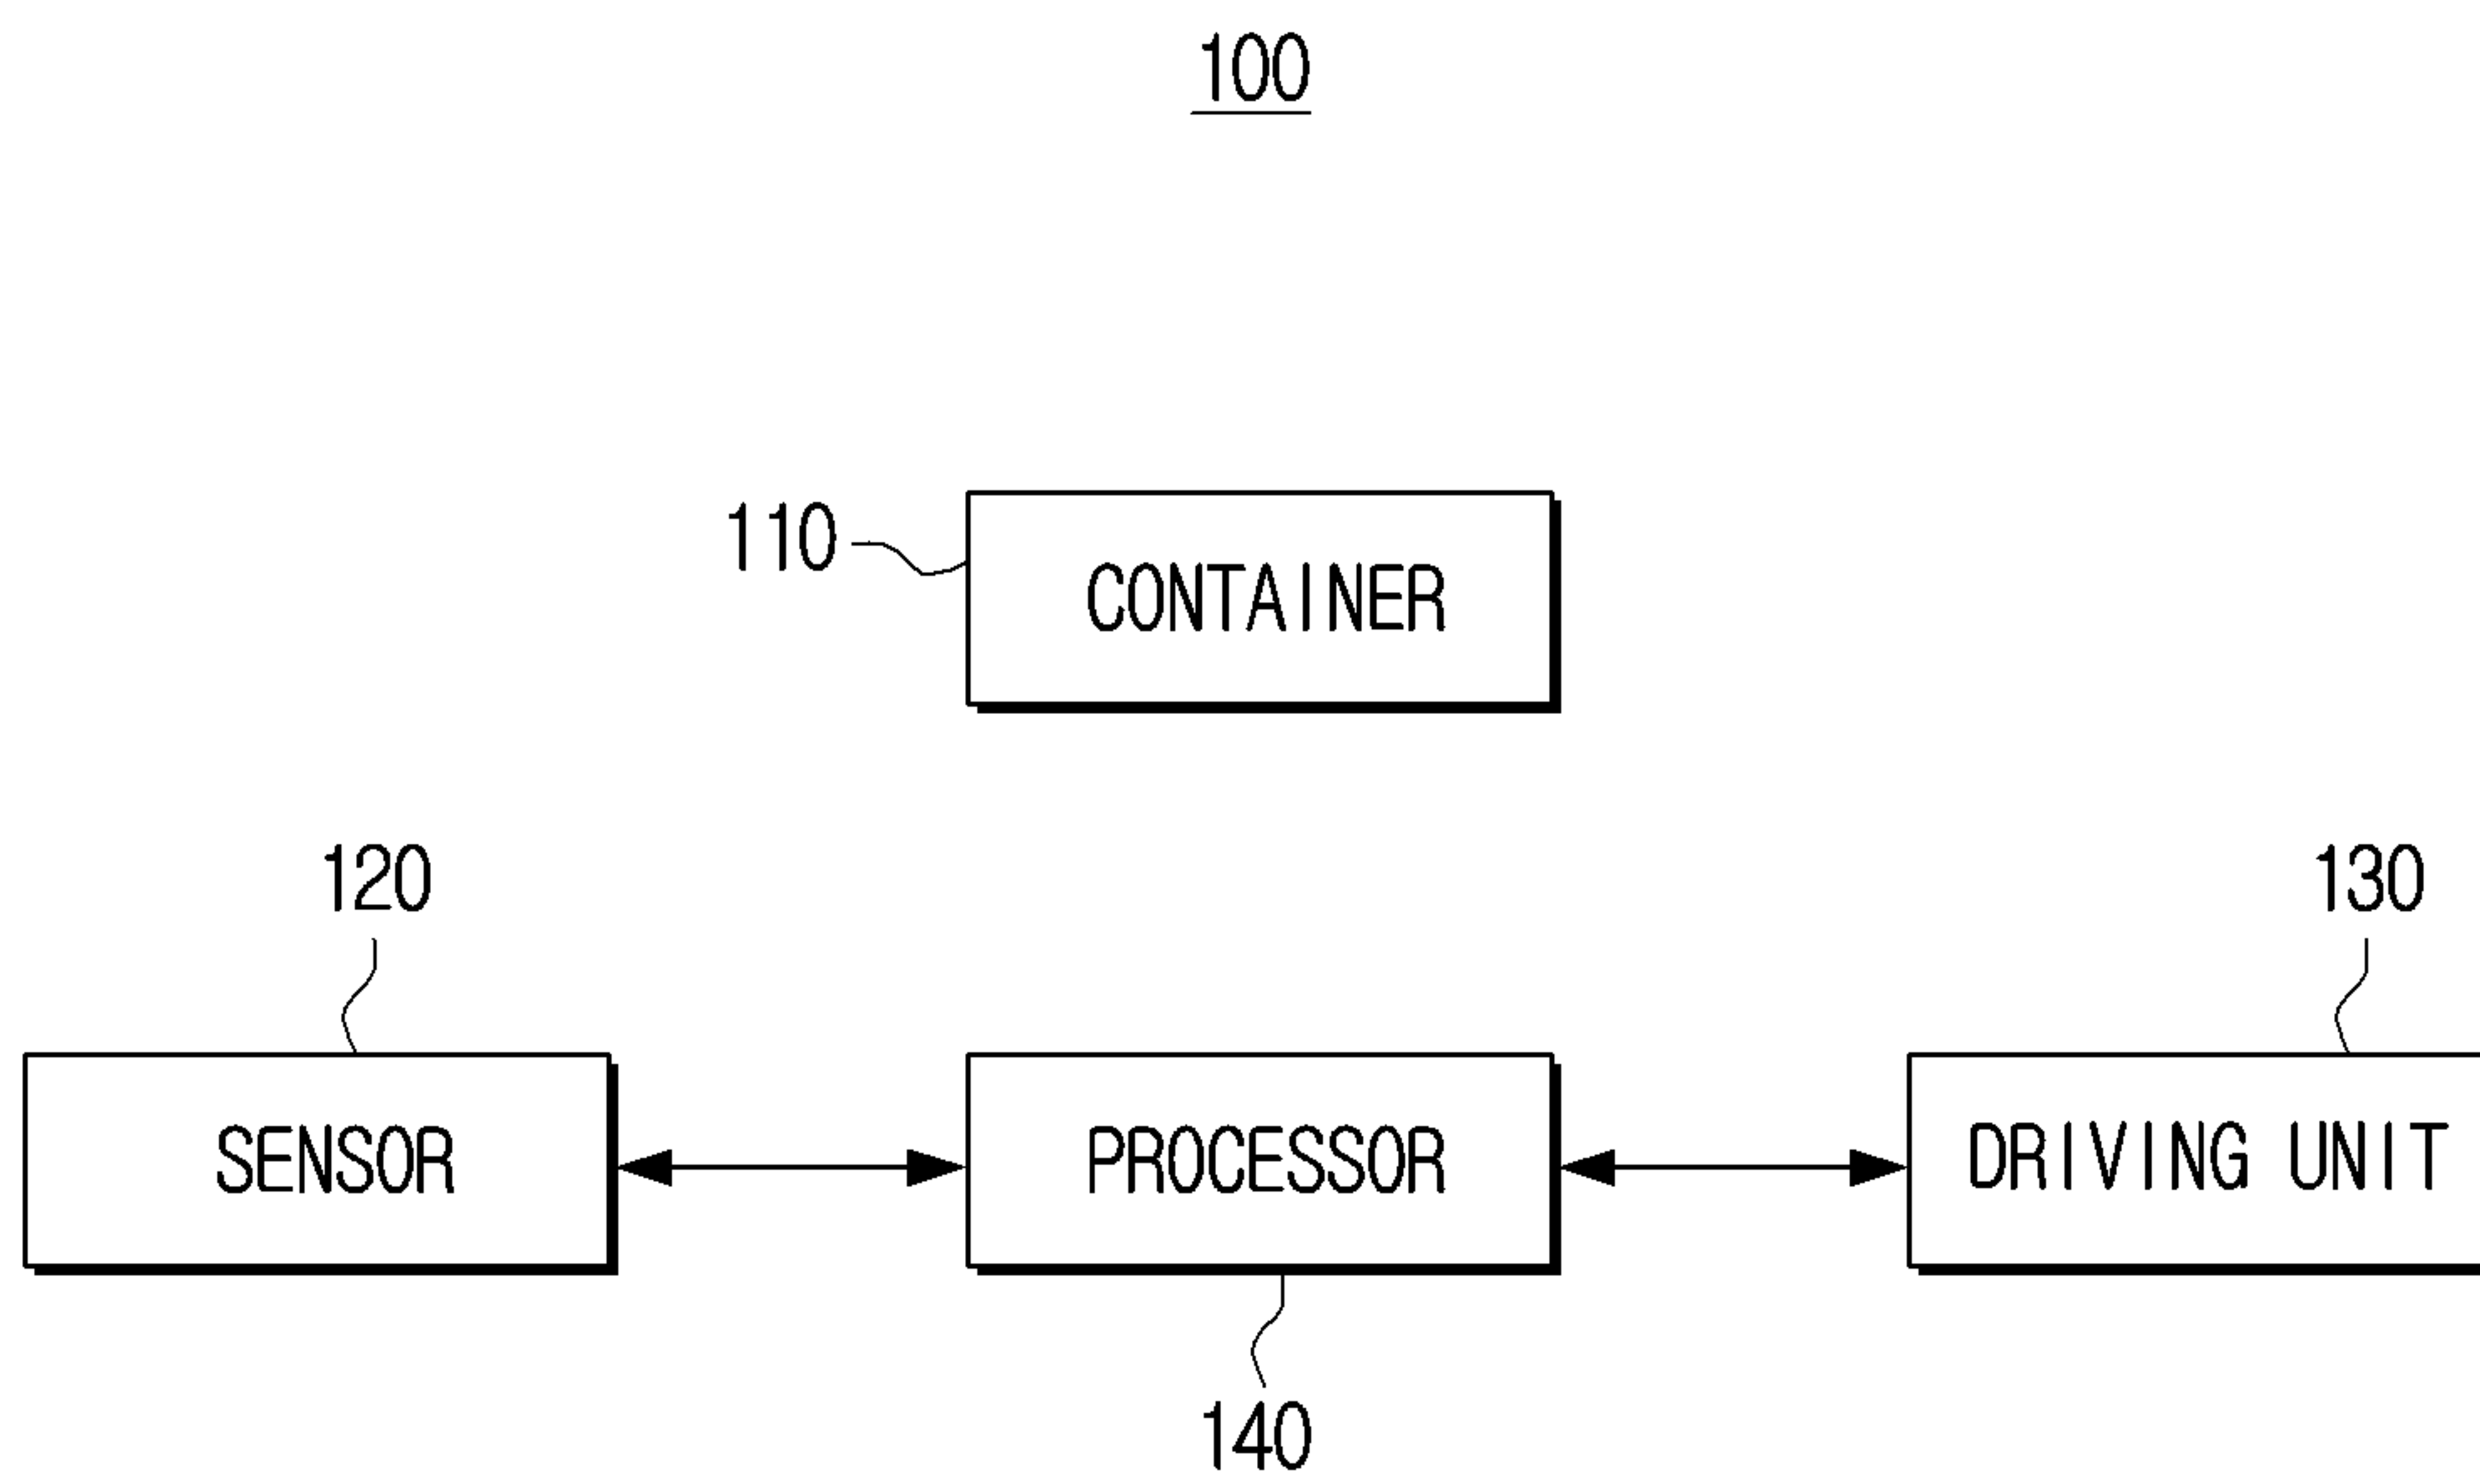 100
110
CONTAINER
120
130
SENSOR
PROCESSOR
DRIVING UNIT
140